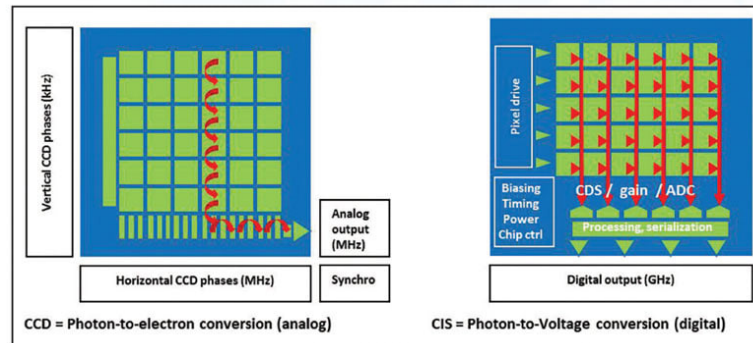 Vertical CCD phases (kHz)
Analog
output
(MHz)
Horizontal CCD phases (MHz)
Synchro
CCD = Photon-to-electron conversion (analog)
Pixel drive
Biasing
Timing
Power
Chip ctrl
CDS / gain / ADC
Processing, serialization
Digital output (GHz)
CIS = Photon-to-Voltage conversion (digital)